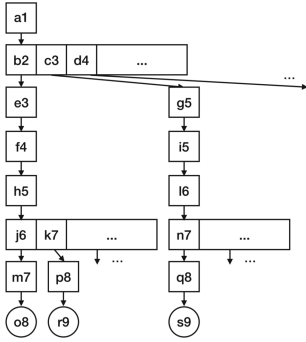 a1
b2 c3 d4 ...
...
e3 g5
f4 i5
h5 l6
j6 k7 ... n7 ...
... ...
m7 p8 q8
o8 r9 s9